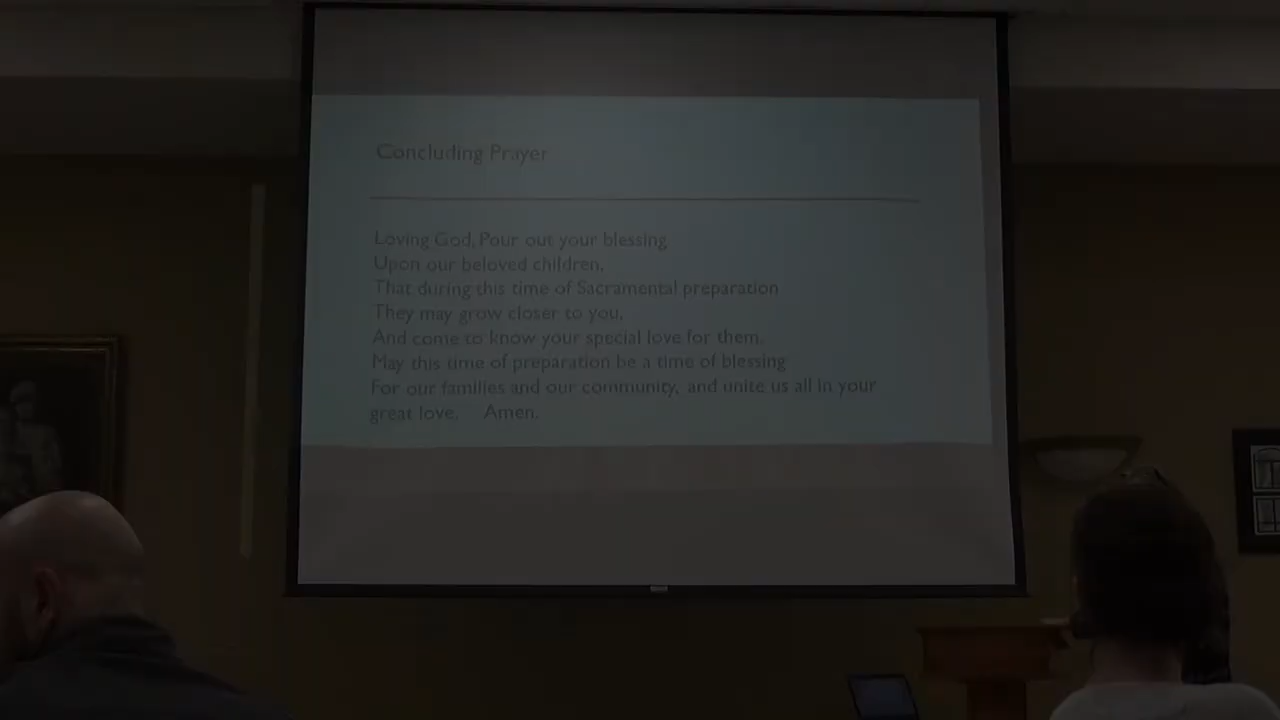 Concluding Prayer
Loving God, Pour out your blessing
Upon our beloved children,
That during this time of Sacramental preparation
They may grow closer to you,
And come to know your special love for them.
May this time of preparation be a time of blessing
For our families and our community, and unite us all in your
great love. Amen.